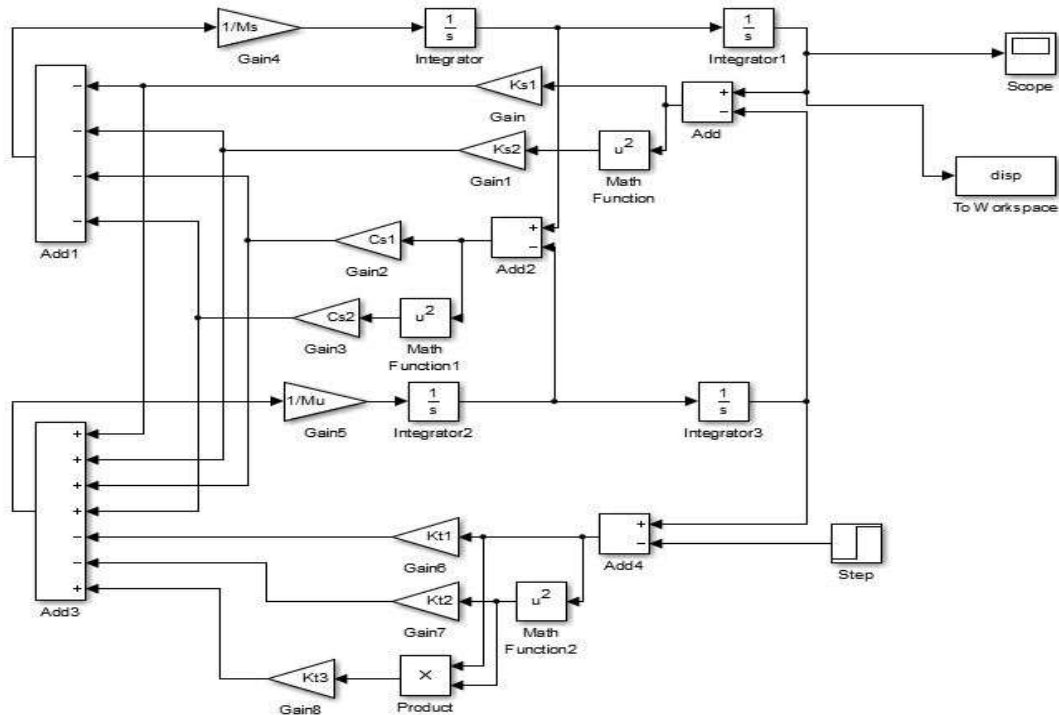 1/Ms
Gain4
1
s
Integrator
1
s
Integrator1
Scope
Ks1
Gain
+
−
Add
−
−
−
−
Add1
Ks2
Gain1
u²
Math
Function
disp
To Workspace
Cs1
Gain2
+
−
Add2
Cs2
Gain3
u²
Math
Function1
1/Mu
Gain5
1
s
Integrator2
1
s
Integrator3
+
+
+
+
−
−
+
Add3
Kt1
Gain6
+
−
Add4
Step
Kt2
Gain7
u²
Math
Function2
Kt3
Gain8
×
Product